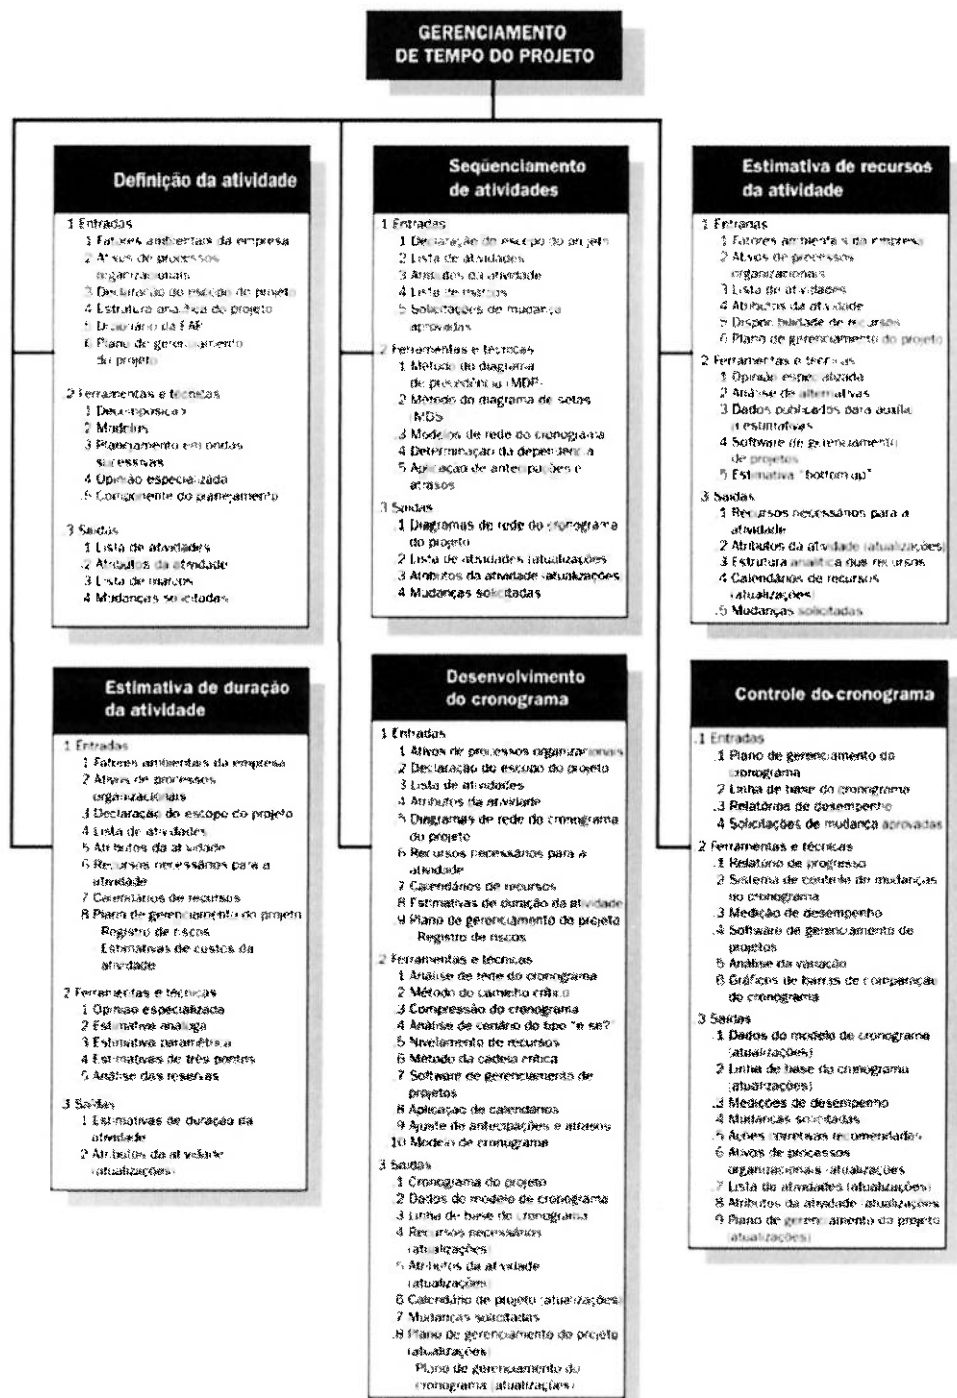 GERENCIAMENTO
DE TEMPO DO PROJETO
Definição da atividade
.1 Entradas
.1 Fatores ambientais da empresa
.2 Ativos de processos
organizacionais
.3 Declaração do escopo do projeto
.4 Estrutura analítica do projeto
.5 Dicionário da EAP
.6 Plano de gerenciamento
do projeto
.2 Ferramentas e técnicas
.1 Decomposição
.2 Modelos
.3 Planejamento em ondas
sucessivas
.4 Opinião especializada
.5 Componente do planejamento
.3 Saídas
.1 Lista de atividades
.2 Atributos da atividade
.3 Lista de marcos
.4 Mudanças solicitadas
Seqüenciamento
de atividades
.1 Entradas
.1 Declaração do escopo do projeto
.2 Lista de atividades
.3 Atributos da atividade
.4 Lista de marcos
.5 Solicitações de mudança
aprovadas
.2 Ferramentas e técnicas
.1 Método do diagrama
de precedência (MDP)
.2 Método do diagrama de setas
(MDS)
.3 Modelos de rede do cronograma
.4 Determinação da dependência
.5 Aplicação de antecipações e
atrasos
.3 Saídas
.1 Diagramas de rede do cronograma
do projeto
.2 Lista de atividades (atualizações)
.3 Atributos da atividade (atualizações)
.4 Mudanças solicitadas
Estimativa de recursos
da atividade
.1 Entradas
.1 Fatores ambientais da empresa
.2 Ativos de processos
organizacionais
.3 Lista de atividades
.4 Atributos da atividade
.5 Disponibilidade de recursos
.6 Plano de gerenciamento do projeto
.2 Ferramentas e técnicas
.1 Opinião especializada
.2 Análise de alternativas
.3 Dados publicados para auxílio
a estimativas
.4 Software de gerenciamento
de projetos
.5 Estimativa "bottom-up"
.3 Saídas
.1 Recursos necessários para a
atividade
.2 Atributos da atividade (atualizações)
.3 Estrutura analítica dos recursos
.4 Calendários de recursos
(atualizações)
.5 Mudanças solicitadas
Estimativa de duração
da atividade
.1 Entradas
.1 Fatores ambientais da empresa
.2 Ativos de processos
organizacionais
.3 Declaração do escopo do projeto
.4 Lista de atividades
.5 Atributos da atividade
.6 Recursos necessários para a
atividade
.7 Calendários de recursos
.8 Plano de gerenciamento do projeto
Registro de riscos
Estimativas de custos da
atividade
.2 Ferramentas e técnicas
.1 Opinião especializada
.2 Estimativa análoga
.3 Estimativa paramétrica
.4 Estimativas de três pontos
.5 Análise das reservas
.3 Saídas
.1 Estimativas de duração da
atividade
.2 Atributos da atividade
(atualizações)
Desenvolvimento
do cronograma
.1 Entradas
.1 Ativos de processos organizacionais
.2 Declaração do escopo do projeto
.3 Lista de atividades
.4 Atributos da atividade
.5 Diagramas de rede do cronograma
do projeto
.6 Recursos necessários para a
atividade
.7 Calendários de recursos
.8 Estimativas de duração da atividade
.9 Plano de gerenciamento do projeto
Registro de riscos
.2 Ferramentas e técnicas
.1 Análise de rede do cronograma
.2 Método do caminho crítico
.3 Compressão do cronograma
.4 Análise de cenário do tipo "e se?"
.5 Nivelamento de recursos
.6 Método da cadeia crítica
.7 Software de gerenciamento de
projetos
.8 Aplicação de calendários
.9 Ajuste de antecipações e atrasos
.10 Modelo de cronograma
.3 Saídas
.1 Cronograma do projeto
.2 Dados do modelo de cronograma
.3 Linha de base do cronograma
.4 Recursos necessários
(atualizações)
.5 Atributos da atividade
(atualizações)
.6 Calendário de projeto (atualizações)
.7 Mudanças solicitadas
.8 Plano de gerenciamento do projeto
(atualizações)
Plano de gerenciamento do
cronograma (atualizações)
Controle do cronograma
.1 Entradas
.1 Plano de gerenciamento do
cronograma
.2 Linha de base do cronograma
.3 Relatórios de desempenho
.4 Solicitações de mudança aprovadas
.2 Ferramentas e técnicas
.1 Relatório de progresso
.2 Sistema de controle de mudanças
no cronograma
.3 Medição de desempenho
.4 Software de gerenciamento de
projetos
.5 Análise da variação
.6 Gráficos de barras de comparação
do cronograma
.3 Saídas
.1 Dados do modelo de cronograma
(atualizações)
.2 Linha de base do cronograma
(atualizações)
.3 Medições de desempenho
.4 Mudanças solicitadas
.5 Ações corretivas recomendadas
.6 Ativos de processos
organizacionais (atualizações)
.7 Lista de atividades (atualizações)
.8 Atributos da atividade (atualizações)
.9 Plano de gerenciamento do projeto
(atualizações)